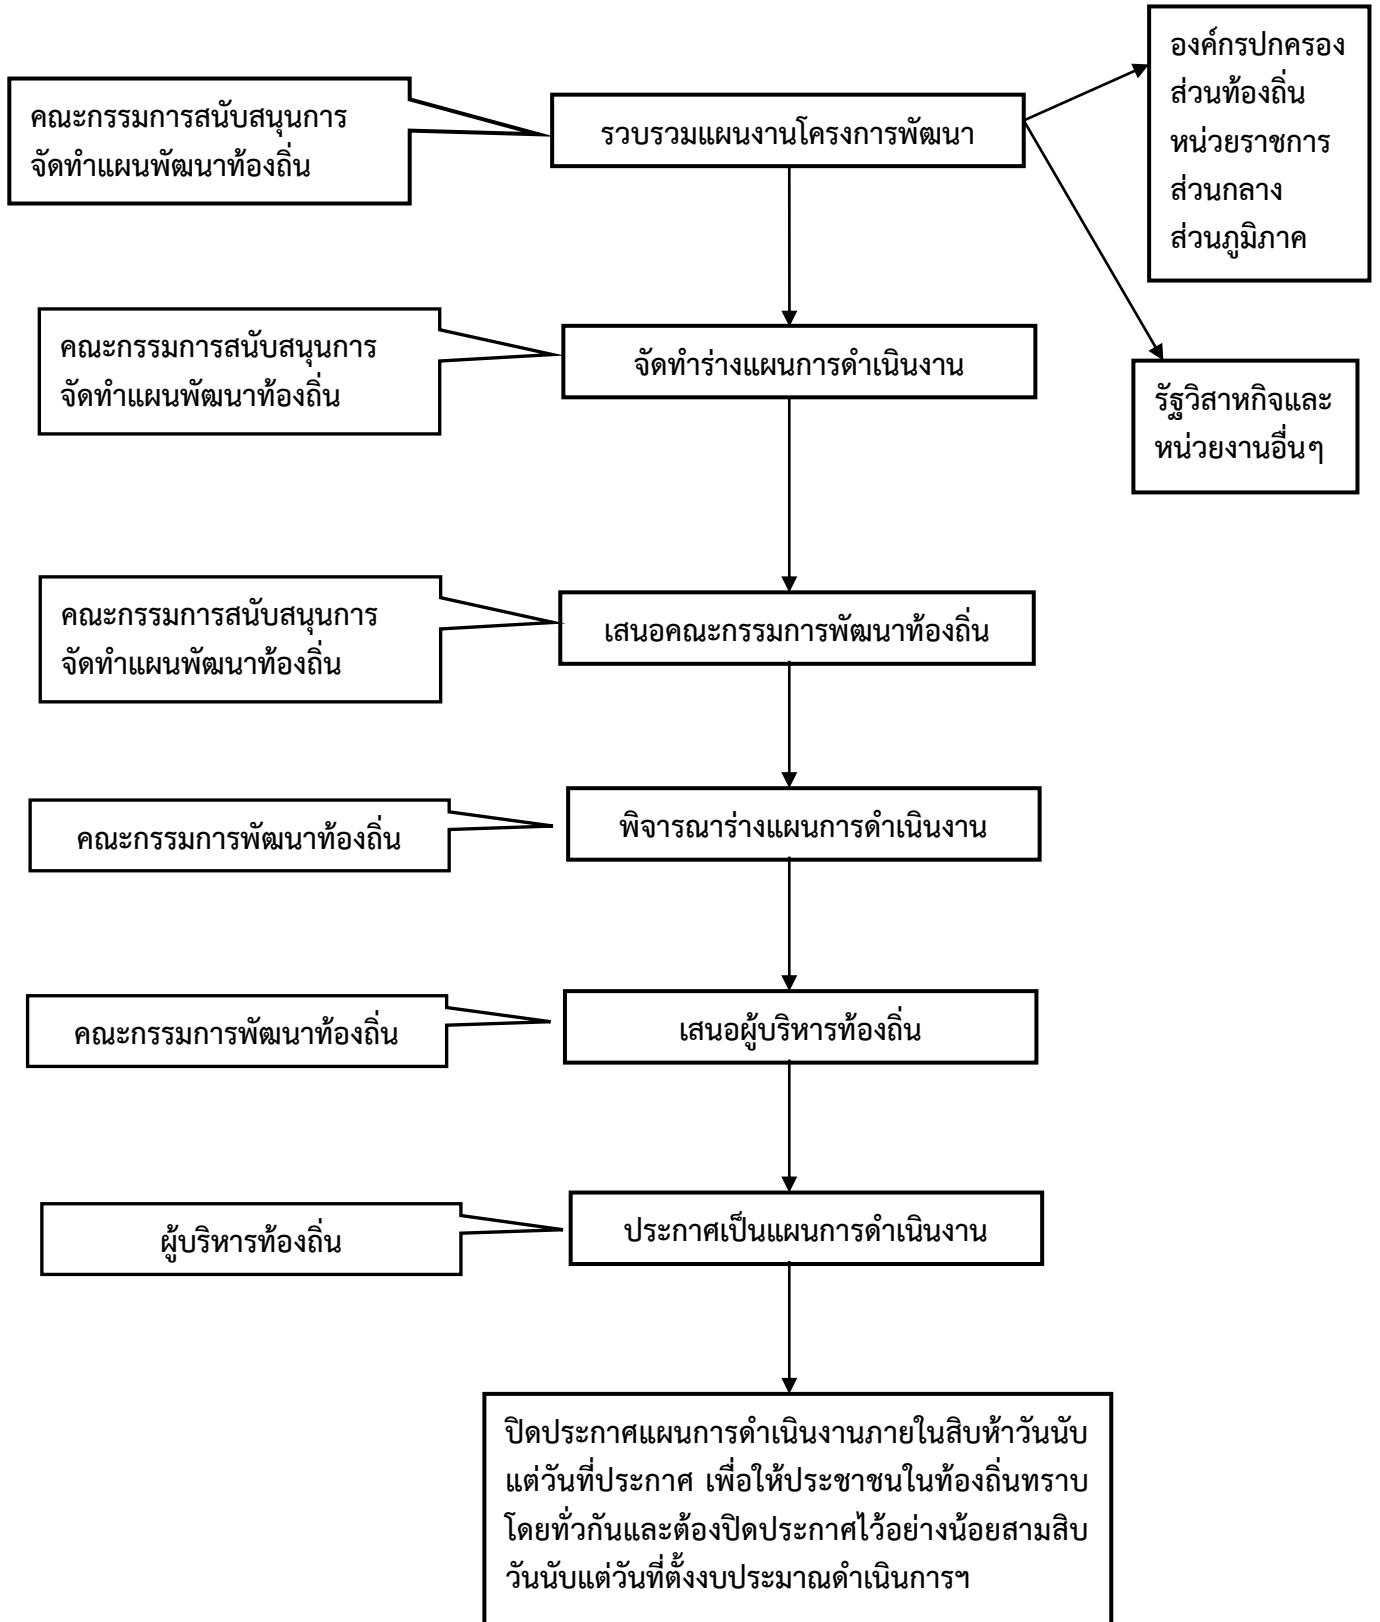 องค์กรปกครอง
ส่วนท้องถิ่น
หน่วยราชการ
ส่วนกลาง
ส่วนภูมิภาค
คณะกรรมการสนับสนุนการ
จัดทำแผนพัฒนาท้องถิ่น
รวบรวมแผนงานโครงการพัฒนา
คณะกรรมการสนับสนุนการ
จัดทำแผนพัฒนาท้องถิ่น
จัดทำร่างแผนการดำเนินงาน
รัฐวิสาหกิจและ
หน่วยงานอื่นๆ
คณะกรรมการสนับสนุนการ
จัดทำแผนพัฒนาท้องถิ่น
เสนอคณะกรรมการพัฒนาท้องถิ่น
คณะกรรมการพัฒนาท้องถิ่น
พิจารณาร่างแผนการดำเนินงาน
คณะกรรมการพัฒนาท้องถิ่น
เสนอผู้บริหารท้องถิ่น
ผู้บริหารท้องถิ่น
ประกาศเป็นแผนการดำเนินงาน
ปิดประกาศแผนการดำเนินงานภายในสิบห้าวันนับ
แต่วันที่ประกาศ เพื่อให้ประชาชนในท้องถิ่นทราบ
โดยทั่วกันและต้องปิดประกาศไว้อย่างน้อยสามสิบ
วันนับแต่วันที่ตั้งงบประมาณดำเนินการฯ